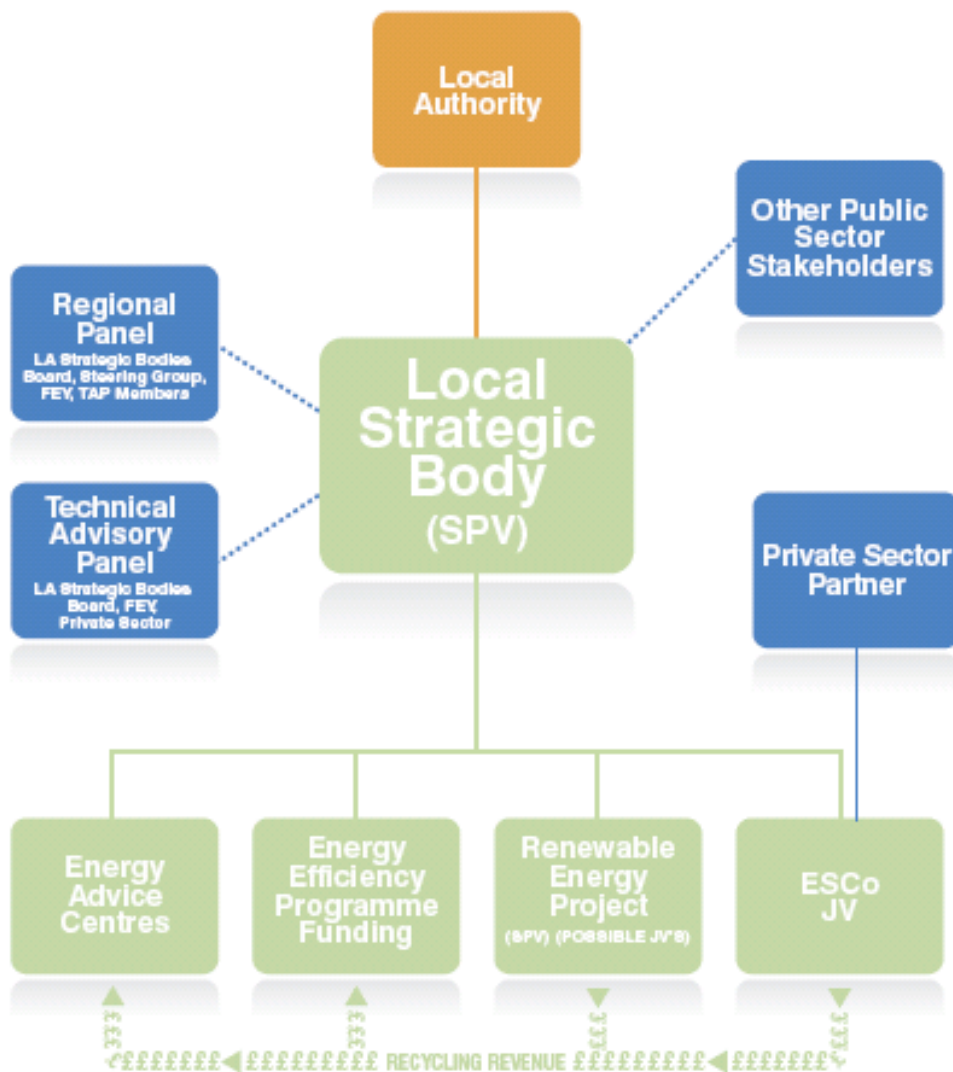 Local
Authority
Other Public
Sector
Stakeholders
Regional
Panel
LA Strategic Bodies
Board, Steering Group,
FEY, TAP Members
Local
Strategic
Body
(SPV)
Technical
Advisory
Panel
LA Strategic Bodies
Board, FEY,
Private Sector
Private Sector
Partner
Energy
Advice
Centres
Energy
Efficiency
Programme
Funding
Renewable
Energy
Project
(SPV) (POSSIBLE JV'S)
ESCo
JV
££££ ££££ ££££ ££££
£££££££ £££££££££ RECYCLING REVENUE £££££££££ £££££££